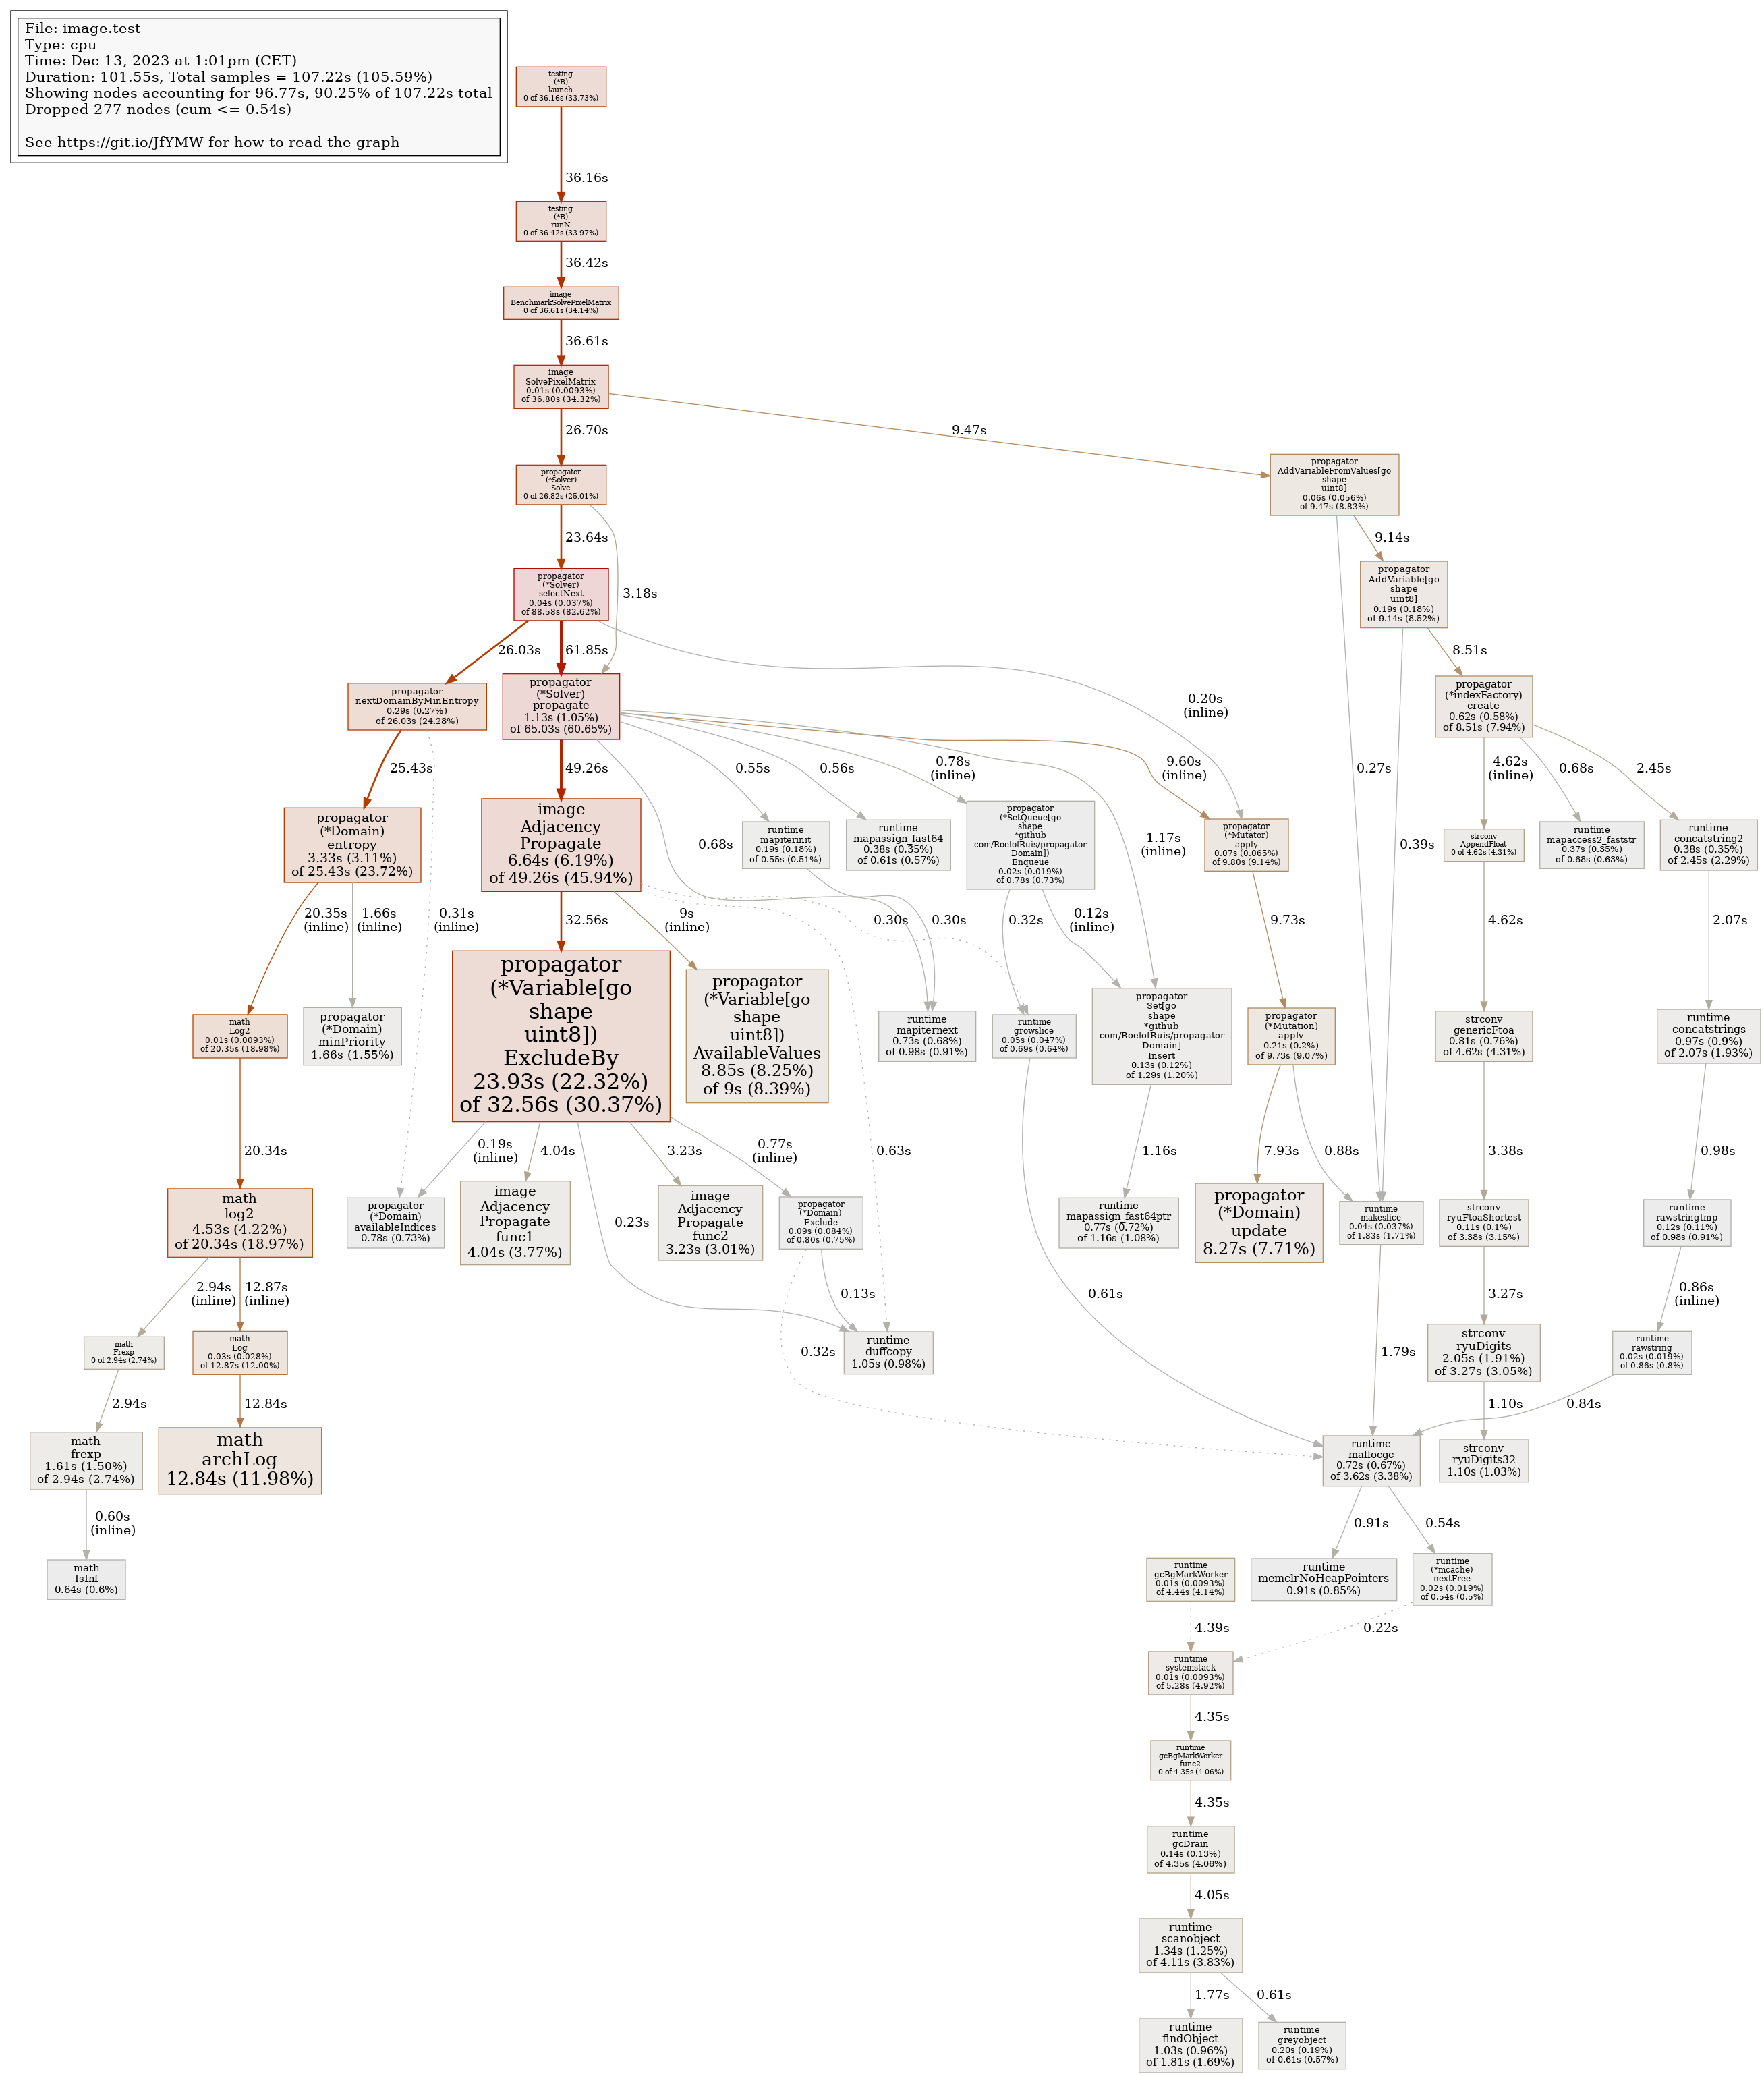 File: image.test
Type: cpu
Time: Dec 13, 2023 at 1:01pm (CET)
Duration: 101.55s, Total samples = 107.22s (105.59%)
Showing nodes accounting for 96.77s, 90.25% of 107.22s total
Dropped 277 nodes (cum <= 0.54s)
See https://git.io/JfYMW for how to read the graph
testing
(*B)
launch
0 of 36.16s (33.73%)
36.16s
testing
(*B)
runN
0 of 36.42s (33.97%)
36.42s
image
BenchmarkSolvePixelMatrix
0 of 36.61s (34.14%)
36.61s
image
SolvePixelMatrix
0.01s (0.0093%)
of 36.80s (34.32%)
26.70s
9.47s
propagator
(*Solver)
Solve
0 of 26.82s (25.01%)
propagator
AddVariableFromValues[go
shape
uint8]
0.06s (0.056%)
of 9.47s (8.83%)
23.64s
3.18s
9.14s
propagator
(*Solver)
selectNext
0.04s (0.037%)
of 88.58s (82.62%)
propagator
AddVariable[go
shape
uint8]
0.19s (0.18%)
of 9.14s (8.52%)
26.03s
61.85s
0.20s
(inline)
8.51s
propagator
nextDomainByMinEntropy
0.29s (0.27%)
of 26.03s (24.28%)
propagator
(*Solver)
propagate
1.13s (1.05%)
of 65.03s (60.65%)
propagator
(*indexFactory)
create
0.62s (0.58%)
of 8.51s (7.94%)
25.43s
49.26s
0.55s
0.56s
0.78s
(inline)
9.60s
(inline)
0.27s
4.62s
(inline)
0.68s
2.45s
propagator
(*Domain)
entropy
3.33s (3.11%)
of 25.43s (23.72%)
image
Adjacency
Propagate
6.64s (6.19%)
of 49.26s (45.94%)
0.68s
runtime
mapiterinit
0.19s (0.18%)
of 0.55s (0.51%)
runtime
mapassign_fast64
0.38s (0.35%)
of 0.61s (0.57%)
propagator
(*SetQueue[go
shape
*github
com/RoelofRuis/propagator
Domain])
Enqueue
0.02s (0.019%)
of 0.78s (0.73%)
1.17s
(inline)
propagator
(*Mutator)
apply
0.07s (0.065%)
of 9.80s (9.14%)
0.39s
strconv
AppendFloat
0 of 4.62s (4.31%)
runtime
mapaccess2_faststr
0.37s (0.35%)
of 0.68s (0.63%)
runtime
concatstring2
0.38s (0.35%)
of 2.45s (2.29%)
20.35s
(inline)
1.66s
(inline)
0.31s
(inline)
32.56s
9s
(inline)
0.30s
0.30s
0.32s
0.12s
(inline)
9.73s
4.62s
2.07s
math
Log2
0.01s (0.0093%)
of 20.35s (18.98%)
propagator
(*Domain)
minPriority
1.66s (1.55%)
propagator
(*Variable[go
shape
uint8])
ExcludeBy
23.93s (22.32%)
of 32.56s (30.37%)
propagator
(*Variable[go
shape
uint8])
AvailableValues
8.85s (8.25%)
of 9s (8.39%)
runtime
mapiternext
0.73s (0.68%)
of 0.98s (0.91%)
runtime
growslice
0.05s (0.047%)
of 0.69s (0.64%)
propagator
Set[go
shape
*github
com/RoelofRuis/propagator
Domain]
Insert
0.13s (0.12%)
of 1.29s (1.20%)
propagator
(*Mutation)
apply
0.21s (0.2%)
of 9.73s (9.07%)
strconv
genericFtoa
0.81s (0.76%)
of 4.62s (4.31%)
runtime
concatstrings
0.97s (0.9%)
of 2.07s (1.93%)
20.34s
0.19s
(inline)
4.04s
3.23s
0.77s
(inline)
0.63s
1.16s
7.93s
0.88s
3.38s
0.98s
math
log2
4.53s (4.22%)
of 20.34s (18.97%)
propagator
(*Domain)
availableIndices
0.78s (0.73%)
image
Adjacency
Propagate
func1
4.04s (3.77%)
0.23s
image
Adjacency
Propagate
func2
3.23s (3.01%)
propagator
(*Domain)
Exclude
0.09s (0.084%)
of 0.80s (0.75%)
runtime
mapassign_fast64ptr
0.77s (0.72%)
of 1.16s (1.08%)
propagator
(*Domain)
update
8.27s (7.71%)
runtime
makeslice
0.04s (0.037%)
of 1.83s (1.71%)
strconv
ryuFtoaShortest
0.11s (0.1%)
of 3.38s (3.15%)
runtime
rawstringtmp
0.12s (0.11%)
of 0.98s (0.91%)
2.94s
(inline)
12.87s
(inline)
0.13s
0.61s
3.27s
0.86s
(inline)
math
Frexp
0 of 2.94s (2.74%)
math
Log
0.03s (0.028%)
of 12.87s (12.00%)
0.32s
runtime
duffcopy
1.05s (0.98%)
1.79s
strconv
ryuDigits
2.05s (1.91%)
of 3.27s (3.05%)
runtime
rawstring
0.02s (0.019%)
of 0.86s (0.8%)
2.94s
12.84s
1.10s
0.84s
math
frexp
1.61s (1.50%)
of 2.94s (2.74%)
math
archLog
12.84s (11.98%)
runtime
mallocgc
0.72s (0.67%)
of 3.62s (3.38%)
strconv
ryuDigits32
1.10s (1.03%)
0.60s
(inline)
0.91s
0.54s
math
IsInf
0.64s (0.6%)
runtime
gcBgMarkWorker
0.01s (0.0093%)
of 4.44s (4.14%)
runtime
memclrNoHeapPointers
0.91s (0.85%)
runtime
(*mcache)
nextFree
0.02s (0.019%)
of 0.54s (0.5%)
4.39s
0.22s
runtime
systemstack
0.01s (0.0093%)
of 5.28s (4.92%)
4.35s
runtime
gcBgMarkWorker
func2
0 of 4.35s (4.06%)
4.35s
runtime
gcDrain
0.14s (0.13%)
of 4.35s (4.06%)
4.05s
runtime
scanobject
1.34s (1.25%)
of 4.11s (3.83%)
1.77s
0.61s
runtime
findObject
1.03s (0.96%)
of 1.81s (1.69%)
runtime
greyobject
0.20s (0.19%)
of 0.61s (0.57%)